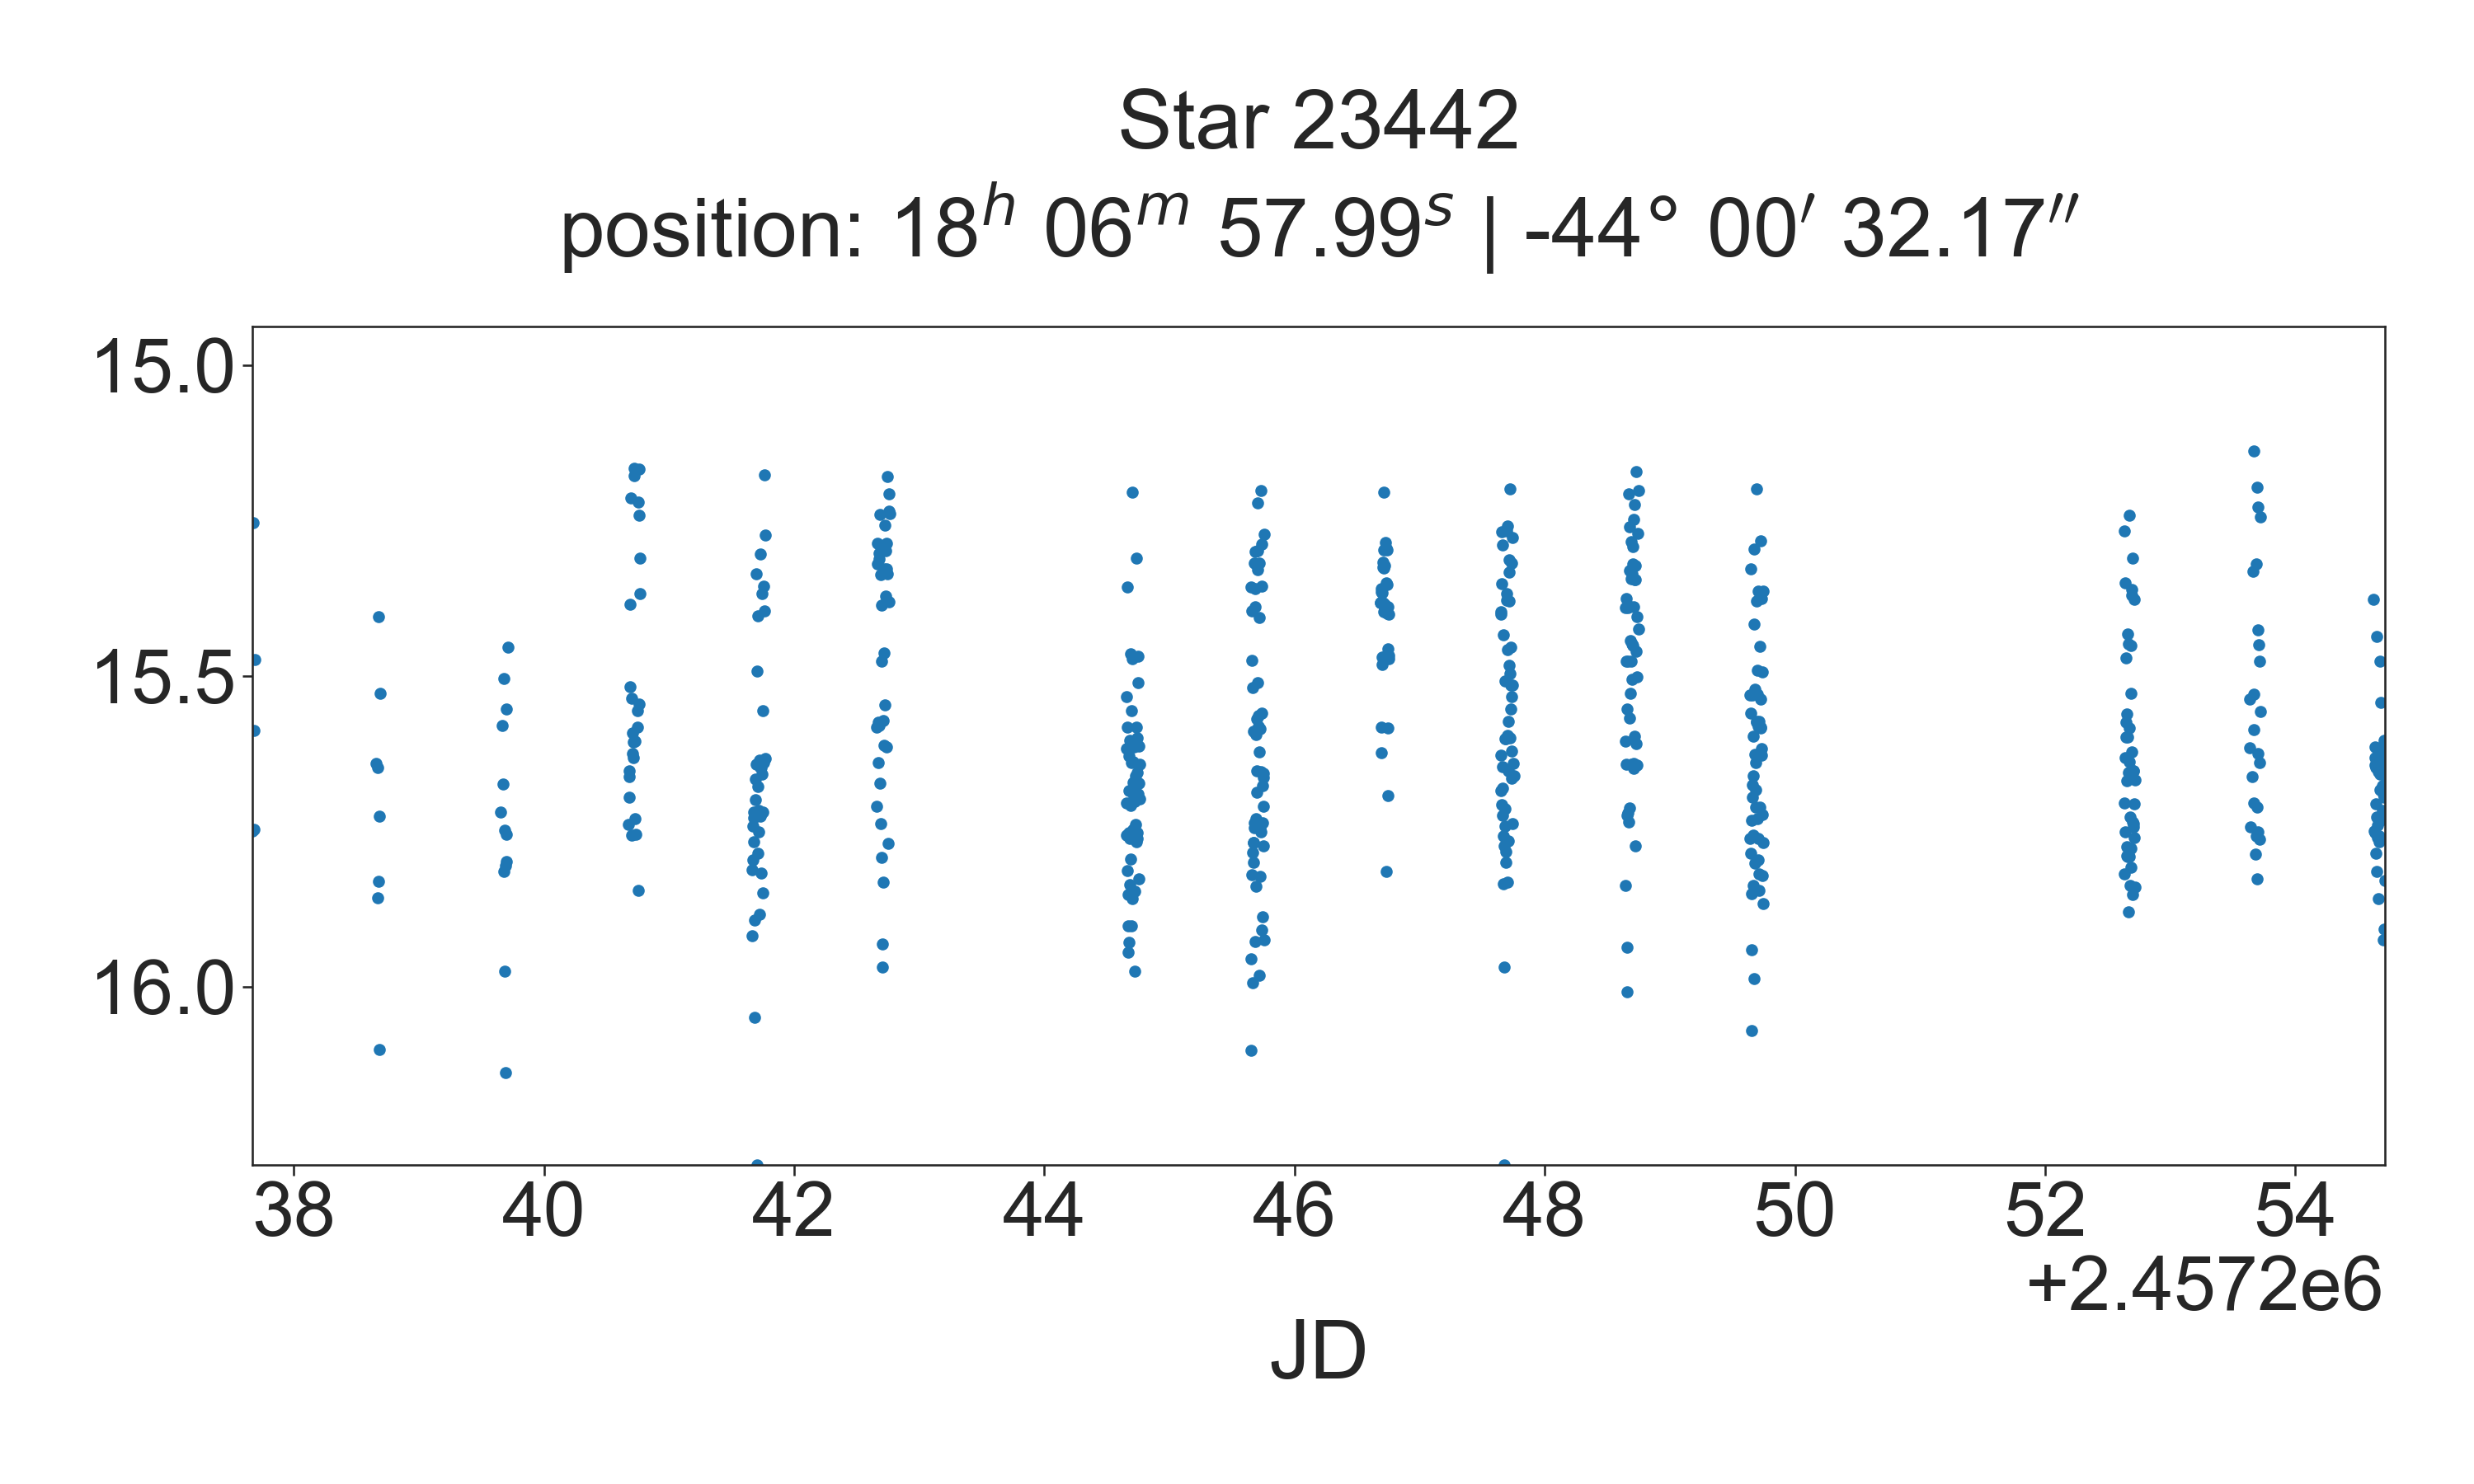 Star 23442
position: 18h 06m 57.99s | -44° 00′ 32.17″
15.0
15.5
16.0
38 40 42 44 46 48 50 52 54
+2.4572e6
JD